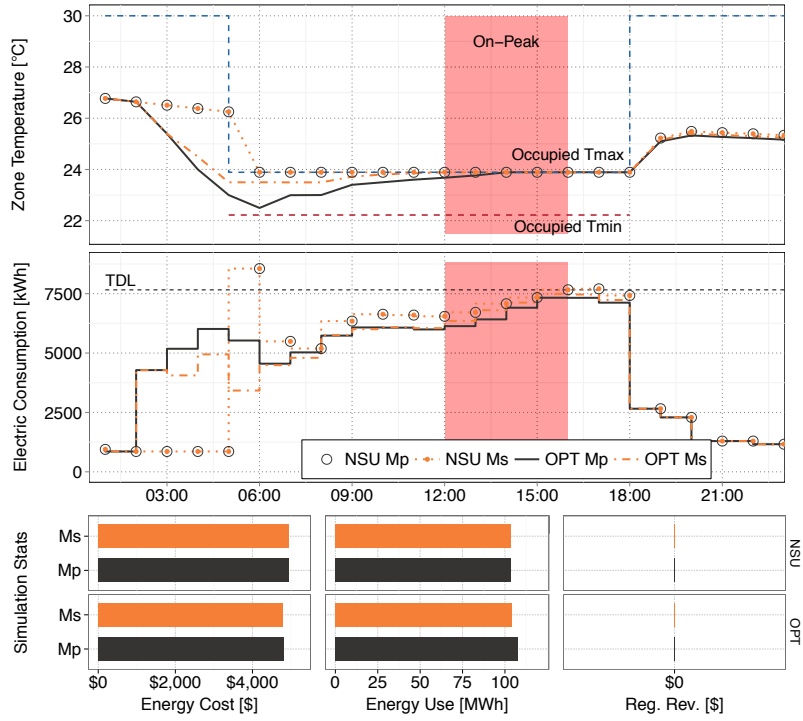 Zone Temperature [°C]
30
28
26
24
22
On−Peak
Occupied Tmax
Occupied Tmin
Electric Consumption [kWh]
7500
5000
2500
0
TDL
NSU Mp NSU Ms OPT Mp OPT Ms
03:00 06:00 09:00 12:00 15:00 18:00 21:00
Simulation Stats
Ms
Mp
NSU
Ms
Mp
OPT
$0 $2,000 $4,000
0 25 50 75 100
$0
Energy Cost [$]
Energy Use [MWh]
Reg. Rev. [$]